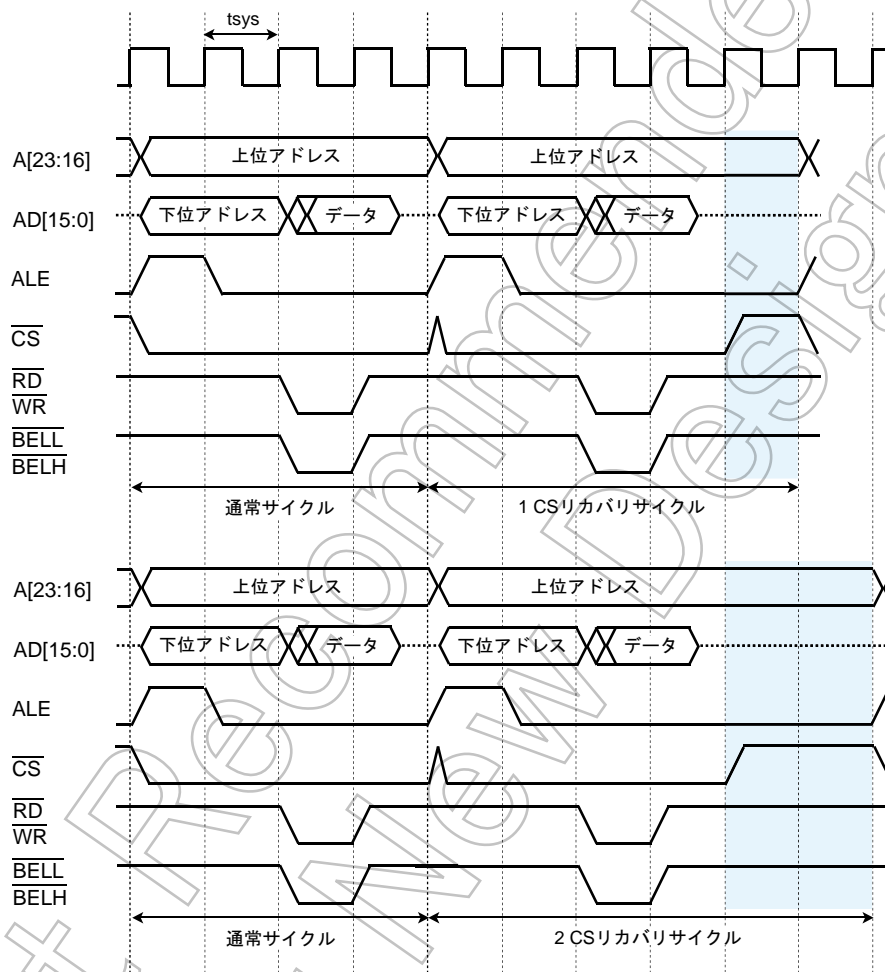 tsys
A[23:16]
上位アドレス
上位アドレス
AD[15:0]
下位アドレス
データ
下位アドレス
データ
ALE
CS
RD
WR
BELL
BELH
通常サイクル
1 CSリカバリサイクル
A[23:16]
上位アドレス
上位アドレス
AD[15:0]
下位アドレス
データ
下位アドレス
データ
ALE
CS
RD
WR
BELL
BELH
通常サイクル
2 CSリカバリサイクル